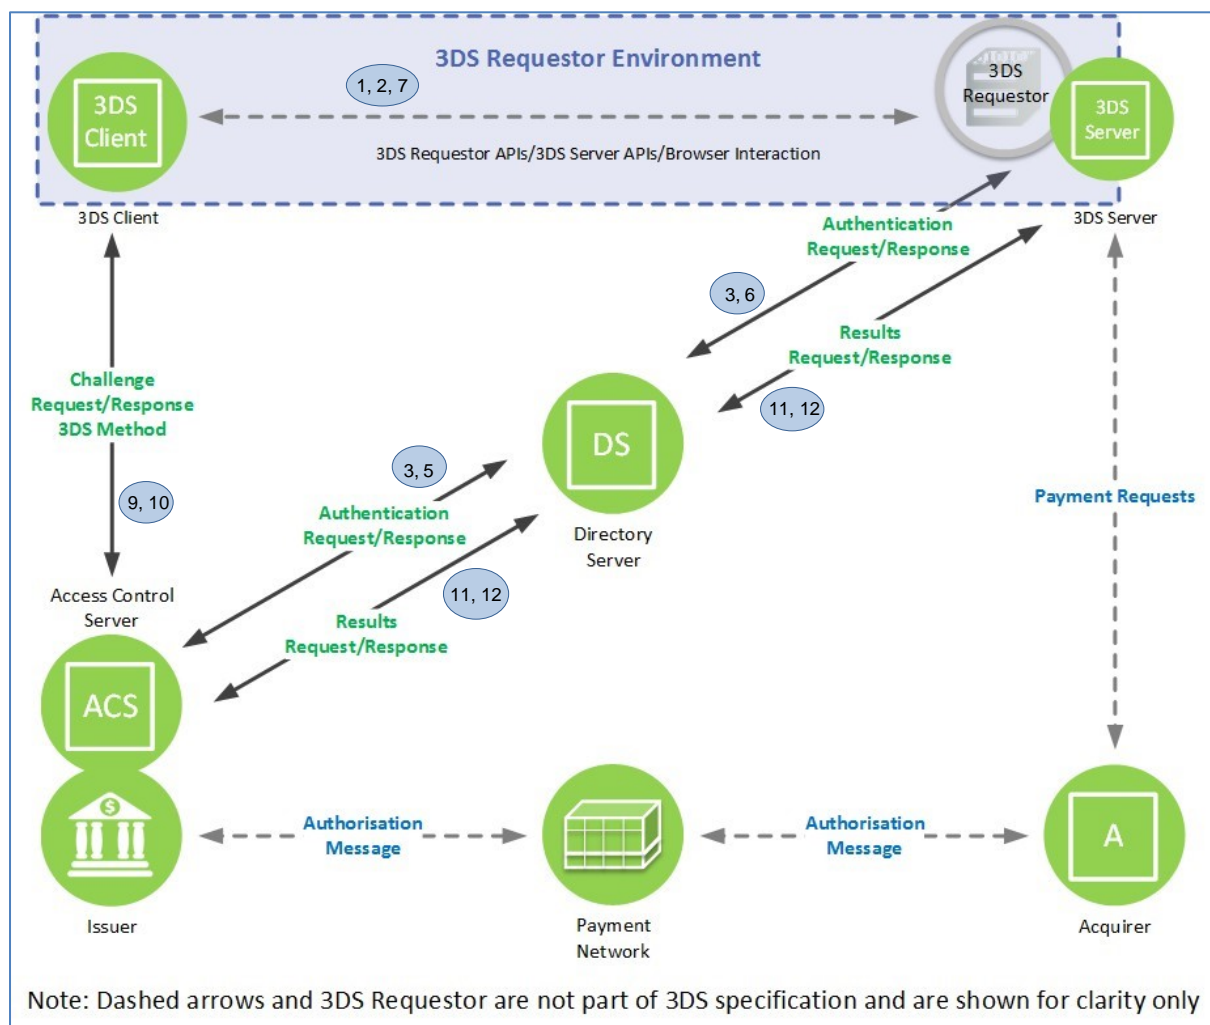 3DS Requestor Environment
1, 2, 7
3DS
Client
3DS
Requestor
3DS
Server
3DS Requestor APIs/3DS Server APIs/Browser Interaction
3DS Client
3DS Server
Authentication
Request/Response
3, 6
Results
Request/Response
11, 12
Challenge
Request/Response
3DS Method
9, 10
DS
Directory
Server
3, 5
Authentication
Request/Response
11, 12
Results
Request/Response
Payment Requests
Access Control
Server
ACS
$
Issuer
Authorisation
Message
Payment
Network
Authorisation
Message
A
Acquirer
Note: Dashed arrows and 3DS Requestor are not part of 3DS specification and are shown for clarity only